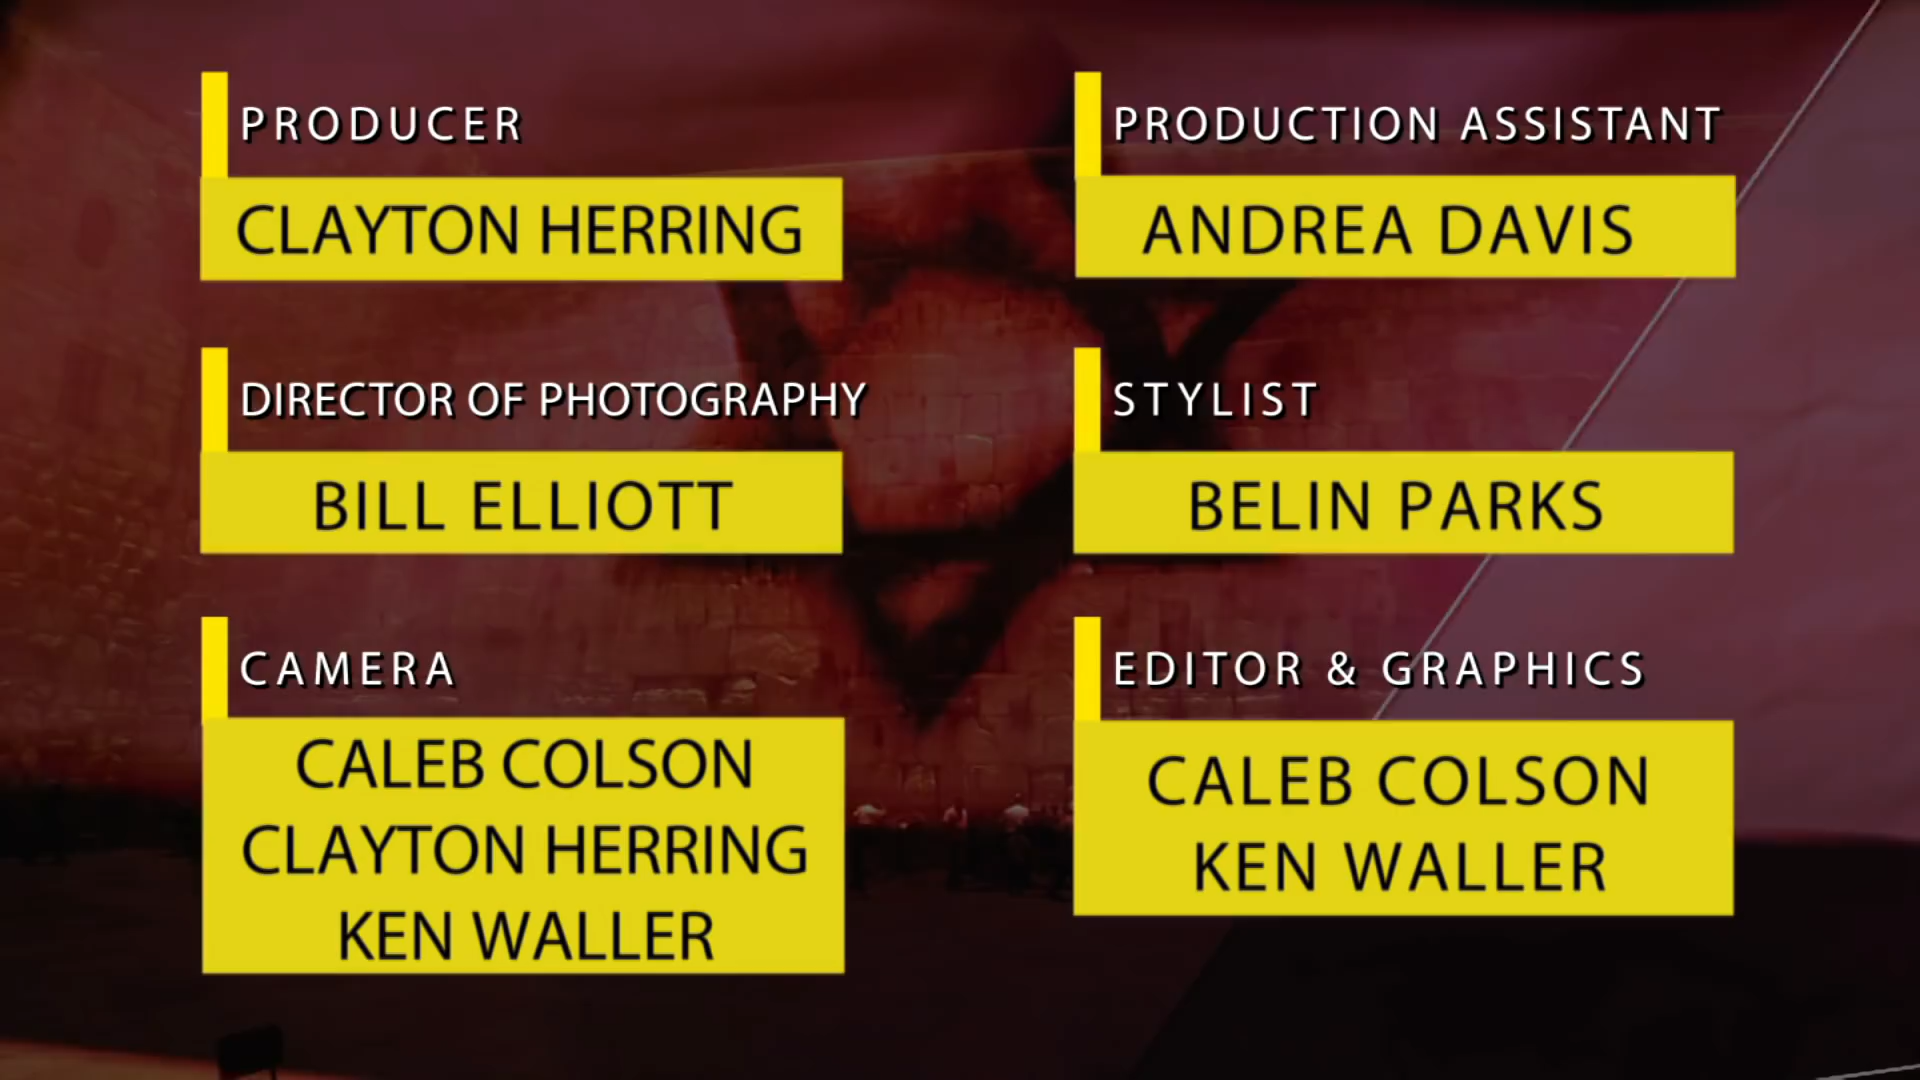 PRODUCER
CLAYTON HERRING
DIRECTOR OF PHOTOGRAPHY
BILL ELLIOTT
CAMERA
CALEB COLSON
CLAYTON HERRING
KEN WALLER
PRODUCTION ASSISTANT
ANDREA DAVIS
STYLIST
BELIN PARKS
EDITOR & GRAPHICS
CALEB COLSON
KEN WALLER